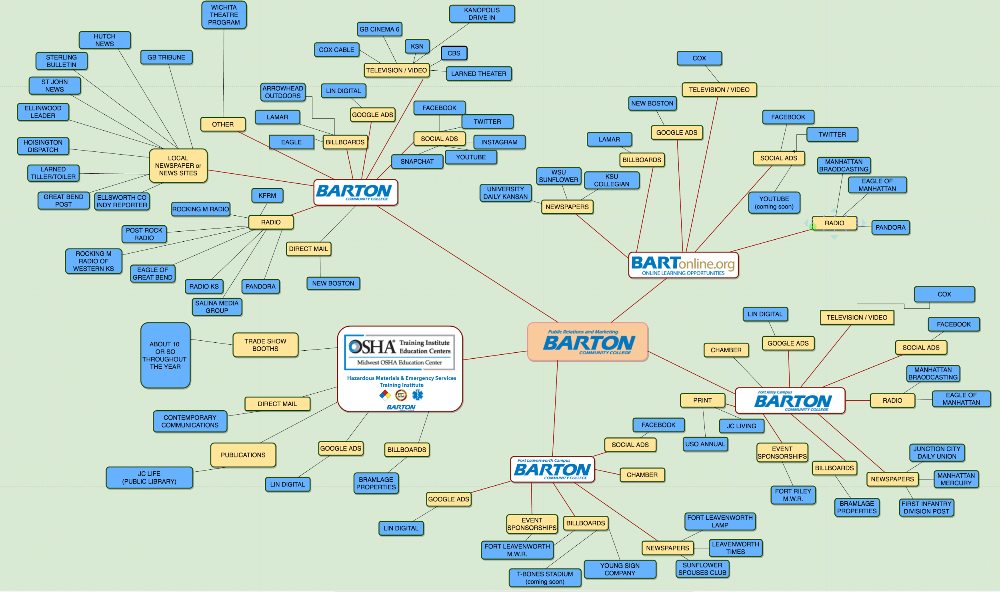 WICHITA
THEATRE
PROGRAM
HUTCH
NEWS
STERLING
BULLETIN
GB TRIBUNE
ST JOHN
NEWS
ELLINWOOD
LEADER
HOISINGTON
DISPATCH
LARNED
TILLER/TOILER
GREAT BEND
POST
ELLSWORTH CO
INDY REPORTER
LOCAL
NEWSPAPER or
NEWS SITES
OTHER
KANOPOLIS
DRIVE IN
GB CINEMA 6
COX CABLE
KSN
CBS
TELEVISION / VIDEO
LARNED THEATER
ARROWHEAD
OUTDOORS
LIN DIGITAL
LAMAR
GOOGLE ADS
EAGLE
BILLBOARDS
FACEBOOK
TWITTER
SOCIAL ADS
INSTAGRAM
SNAPCHAT
YOUTUBE
BARTON
COMMUNITY COLLEGE
KFRM
ROCKING M RADIO
RADIO
POST ROCK
RADIO
ROCKING M
RADIO OF
WESTERN KS
EAGLE OF
GREAT BEND
RADIO KS
PANDORA
SALINA MEDIA
GROUP
DIRECT MAIL
NEW BOSTON
COX
TELEVISION / VIDEO
NEW BOSTON
GOOGLE ADS
LAMAR
BILLBOARDS
WSU
SUNFLOWER
KSU
COLLEGIAN
UNIVERSITY
DAILY KANSAN
NEWSPAPERS
FACEBOOK
TWITTER
SOCIAL ADS
YOUTUBE
(coming soon)
MANHATTAN
BRAODCASTING
EAGLE OF
MANHATTAN
RADIO
PANDORA
BARTonline.org
ONLINE LEARNING OPPORTUNITIES
Public Relations and Marketing
BARTON
COMMUNITY COLLEGE
ABOUT 10
OR SO
THROUGHOUT
THE YEAR
TRADE SHOW
BOOTHS
OSHA® Training Institute
Education Centers
Midwest OSHA Education Center
Hazardous Materials & Emergency Services
Training Institute
BARTON
COMMUNITY COLLEGE
DIRECT MAIL
CONTEMPORARY
COMMUNICATIONS
PUBLICATIONS
JC LIFE
(PUBLIC LIBRARY)
GOOGLE ADS
LIN DIGITAL
BILLBOARDS
BRAMLAGE
PROPERTIES
COX
LIN DIGITAL
TELEVISION / VIDEO
FACEBOOK
GOOGLE ADS
CHAMBER
SOCIAL ADS
MANHATTAN
BRAODCASTING
RADIO
EAGLE OF
MANHATTAN
Fort Riley Campus
BARTON
COMMUNITY COLLEGE
PRINT
JC LIVING
USO ANNUAL
EVENT
SPONSORSHIPS
FORT RILEY
M.W.R.
BILLBOARDS
BRAMLAGE
PROPERTIES
JUNCTION CITY
DAILY UNION
NEWSPAPERS
MANHATTAN
MERCURY
FIRST INFANTRY
DIVISION POST
FACEBOOK
SOCIAL ADS
Fort Leavenworth Campus
BARTON
COMMUNITY COLLEGE
CHAMBER
GOOGLE ADS
LIN DIGITAL
EVENT
SPONSORSHIPS
BILLBOARDS
FORT LEAVENWORTH
M.W.R.
T-BONES STADIUM
(coming soon)
YOUNG SIGN
COMPANY
FORT LEAVENWORTH
LAMP
NEWSPAPERS
LEAVENWORTH
TIMES
SUNFLOWER
SPOUSES CLUB